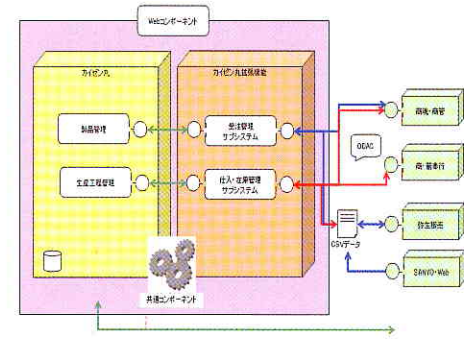 Webコンポーネント
カイゼン丸
カイゼン丸拡張機能
製品管理
受注管理
サブシステム
生産工程管理
仕入・在庫管理
サブシステム
ODAC
弥生販売
CSVデータ
SANYO・Web
共通コンポーネント